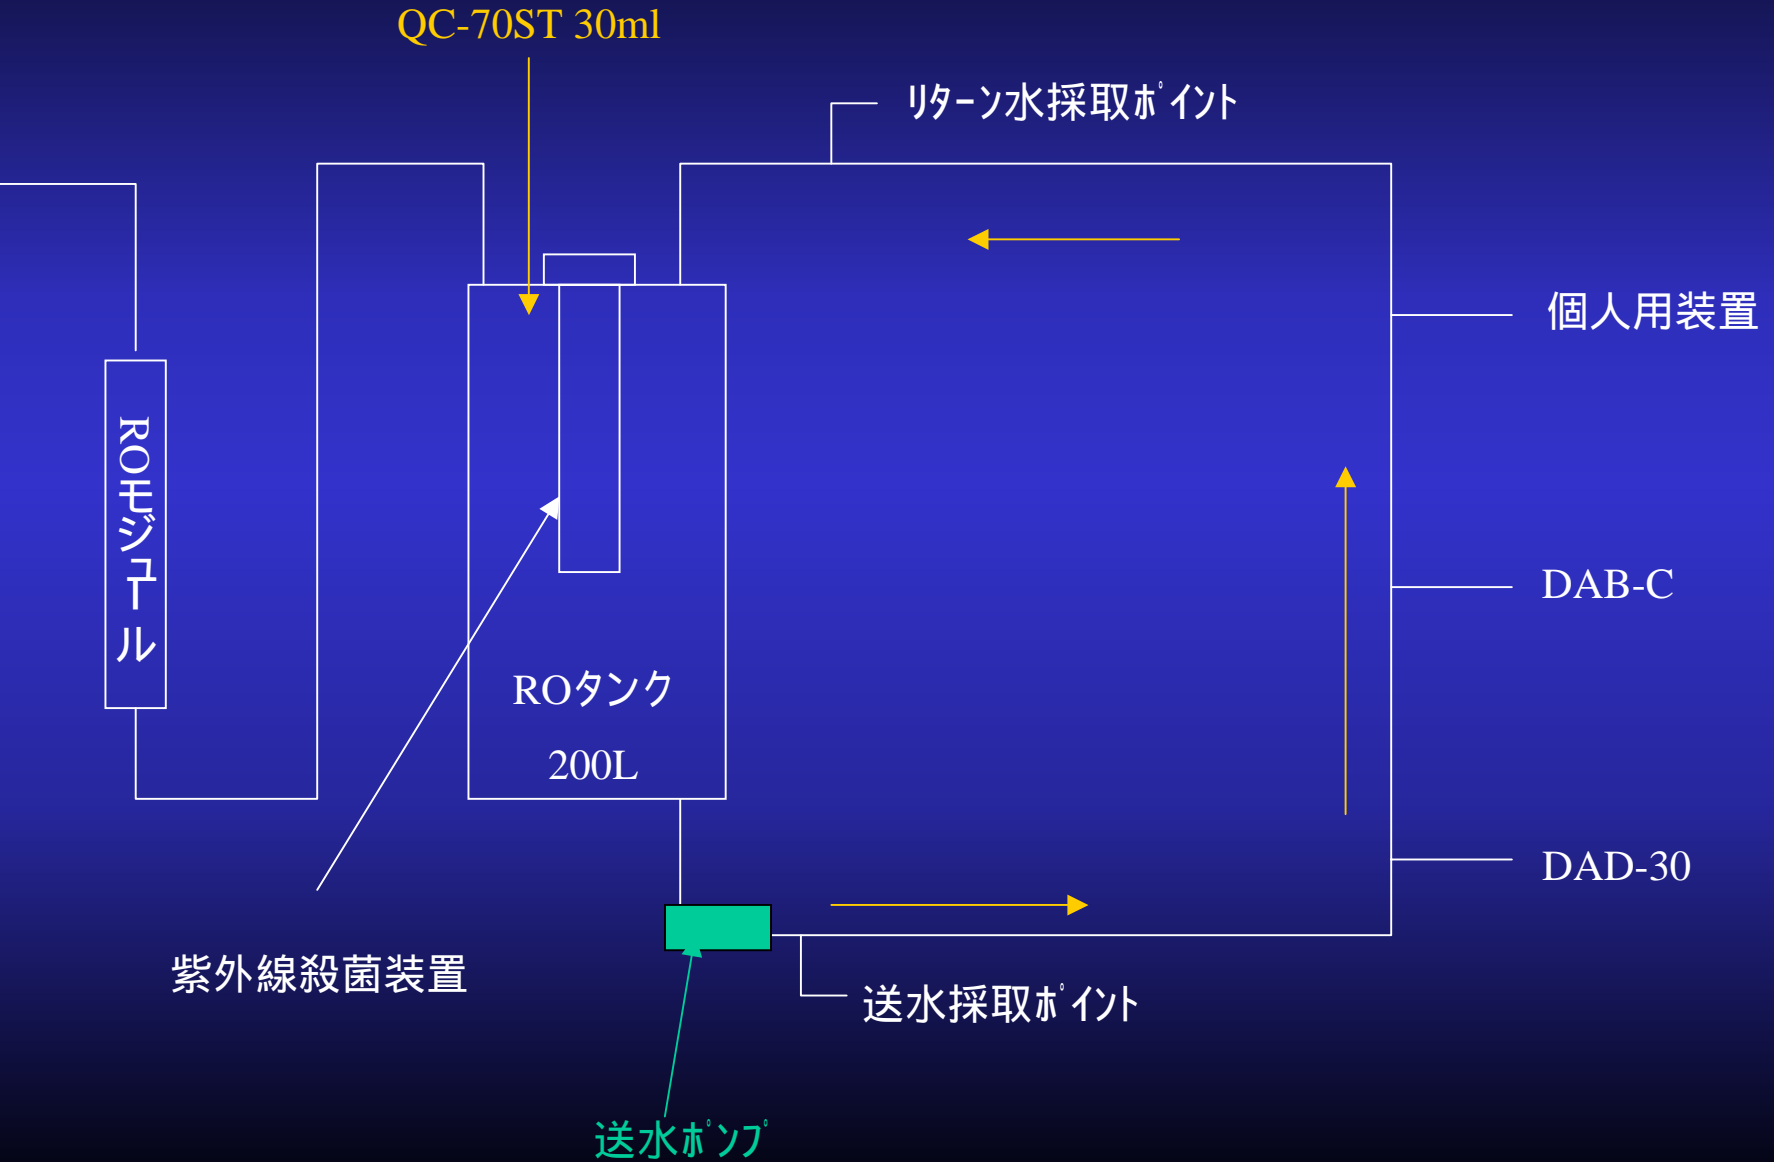 QC-70ST 30ml
リターン水採取ﾎﾟイント
個人用装置
ROモジュール
DAB-C
ROタンク
200L
DAD-30
紫外線殺菌装置
送水採取ﾎﾟイント
送水ﾎﾟンﾌﾟ